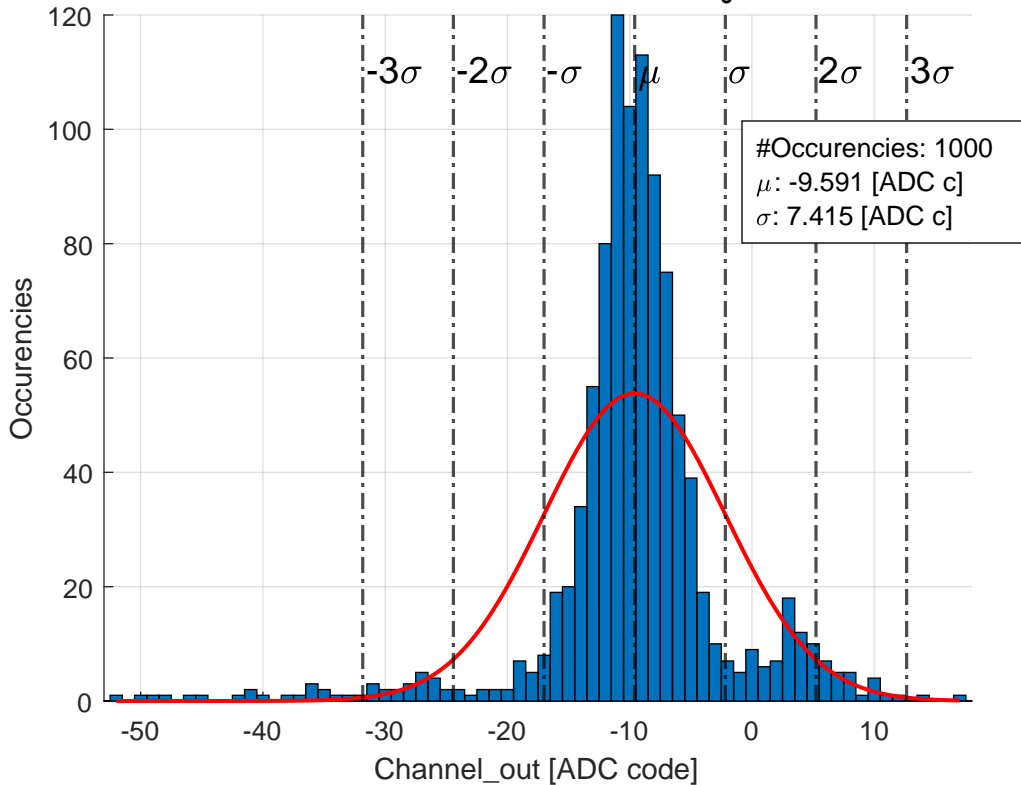 120
100
80
60
40
20
0
-3σ -2σ -σ μ σ 2σ 3σ
#Occurencies: 1000
μ: -9.591 [ADC c]
σ: 7.415 [ADC c]
Occurencies
-50 -40 -30 -20 -10 0 10
Channel_out [ADC code]